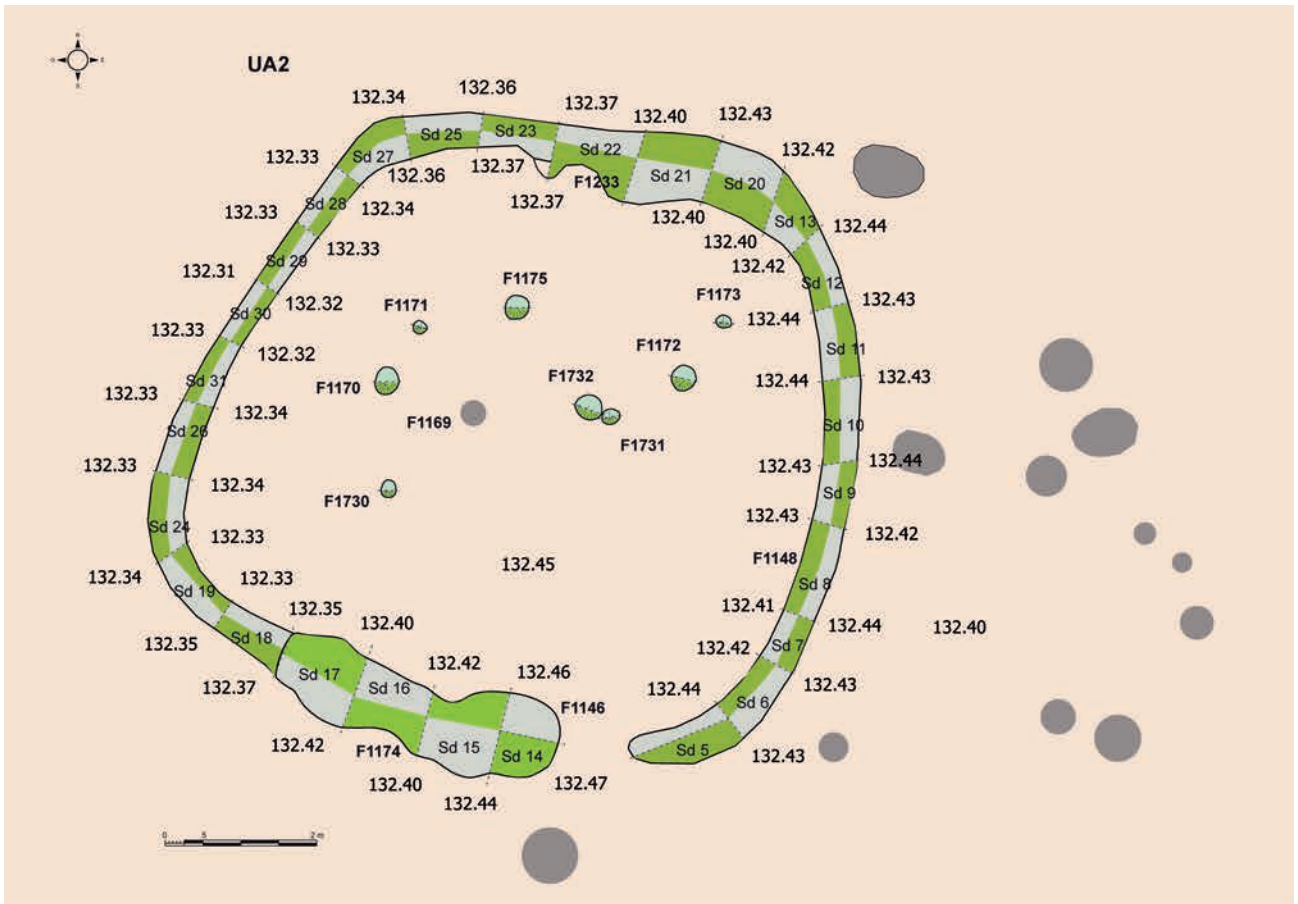 N
O E
S
UA2
132.34
132.36
132.37
132.40
132.43
132.42
132.33
Sd 27
Sd 25
Sd 23
Sd 22
Sd 21
Sd 20
Sd 13
132.36
132.37
132.37
F1233
132.40
132.40
132.44
132.33
Sd 28
132.34
132.33
132.42
Sd 12
132.43
132.31
Sd 29
132.32
F1171
F1175
F1173
132.44
132.33
Sd 30
132.32
F1170
F1172
132.44
Sd 11
132.43
132.33
Sd 31
132.34
F1169
F1732
F1731
Sd 26
Sd 10
132.33
132.34
F1730
132.43
132.44
Sd 24
132.33
Sd 9
132.43
132.42
132.34
Sd 19
132.33
132.45
F1148
Sd 8
132.35
Sd 18
132.35
132.40
132.41
132.44
132.40
132.37
Sd 17
Sd 16
132.42
132.46
132.42
Sd 7
132.43
132.44
Sd 6
F1146
132.42
F1174
Sd 15
Sd 14
Sd 5
132.43
132.40
132.44
132.47
0 5 2 m